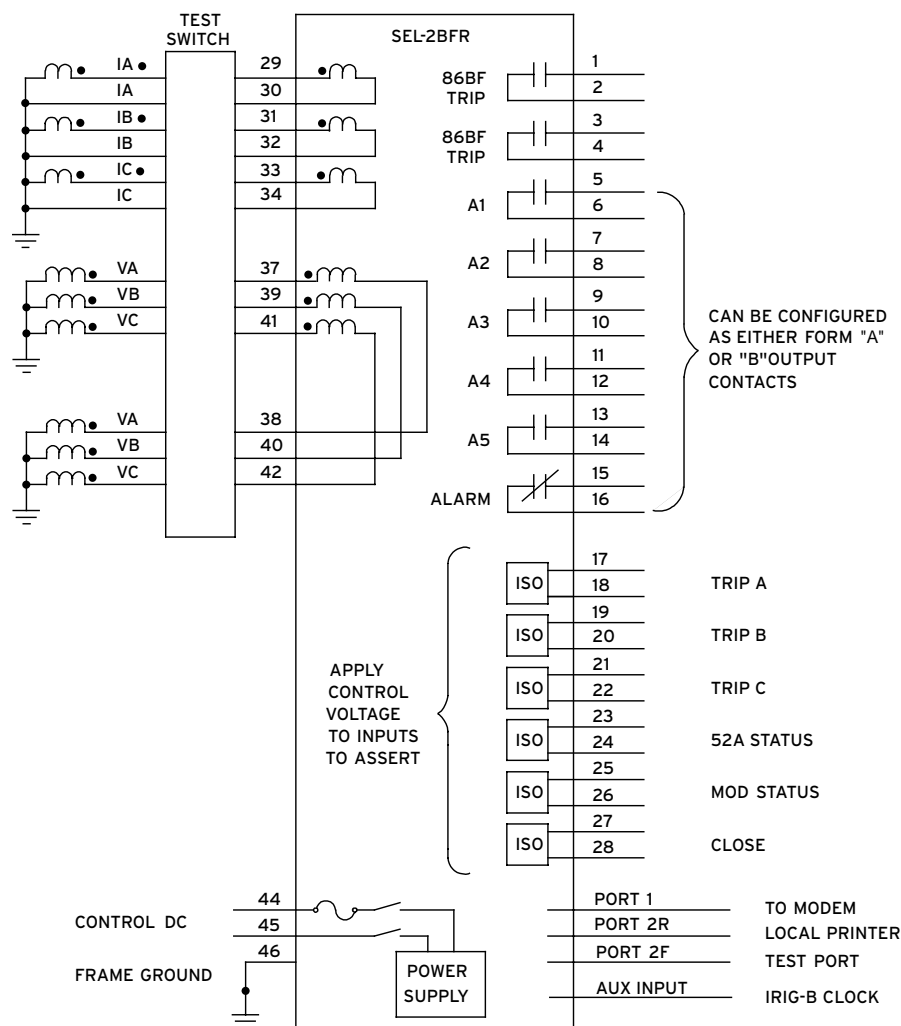 TEST
SWITCH
SEL-2BFR
IA
29
IA
30
IB
31
IB
32
IC
33
IC
34
VA
37
VB
39
VC
41
VA
38
VB
40
VC
42
86BF
TRIP
1
2
86BF
TRIP
3
4
A1
5
6
A2
7
8
A3
9
10
A4
11
12
A5
13
14
ALARM
15
16
CAN BE CONFIGURED
AS EITHER FORM "A"
OR "B"OUTPUT
CONTACTS
APPLY
CONTROL
VOLTAGE
TO INPUTS
TO ASSERT
ISO
17
18
TRIP A
ISO
19
20
TRIP B
ISO
21
22
TRIP C
ISO
23
24
52A STATUS
ISO
25
26
MOD STATUS
ISO
27
28
CLOSE
CONTROL DC
44
45
46
FRAME GROUND
POWER
SUPPLY
PORT 1
TO MODEM
PORT 2R
LOCAL PRINTER
PORT 2F
TEST PORT
AUX INPUT
IRIG-B CLOCK